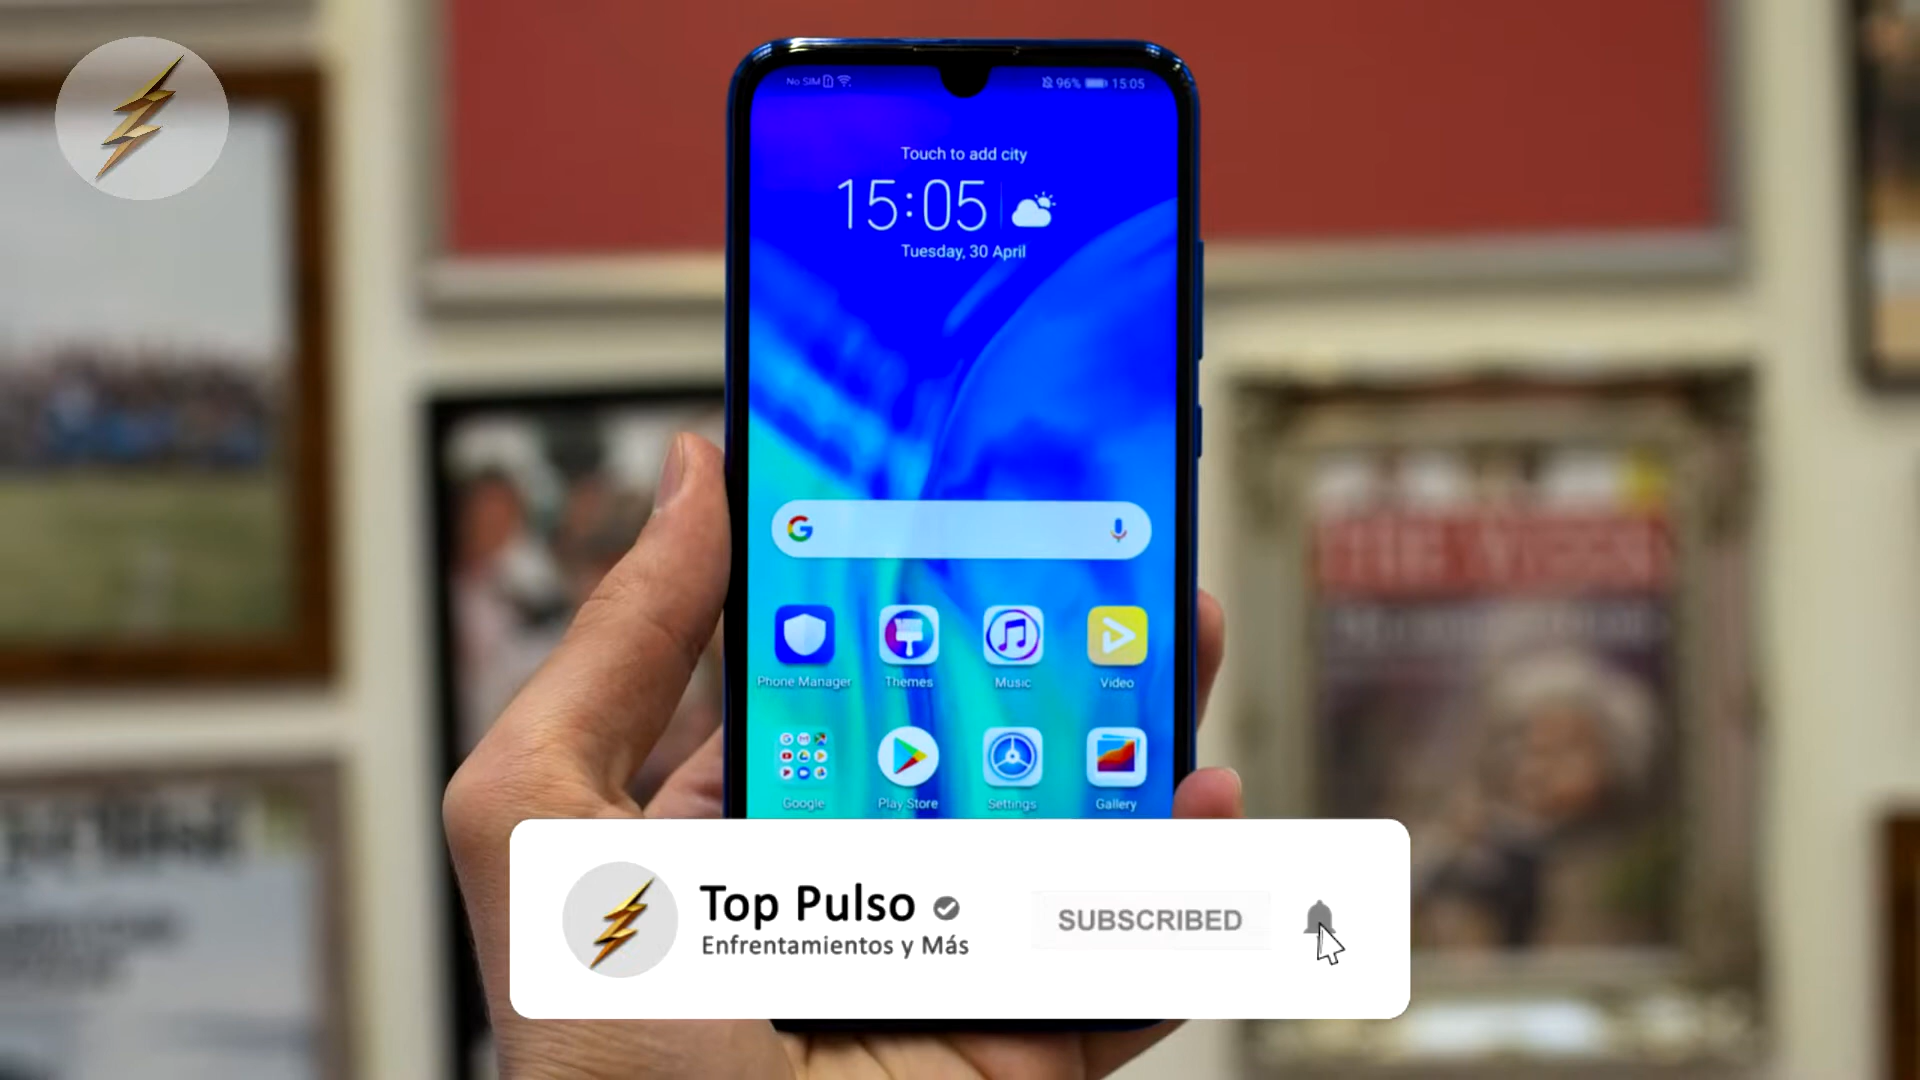 No SIM
96% 15:05
Touch to add city
15:05
Tuesday, 30 April
Phone Manager
Themes
Music
Video
Google
Play Store
Settings
Gallery
Top Pulso
Enfrentamientos y Más
SUBSCRIBED